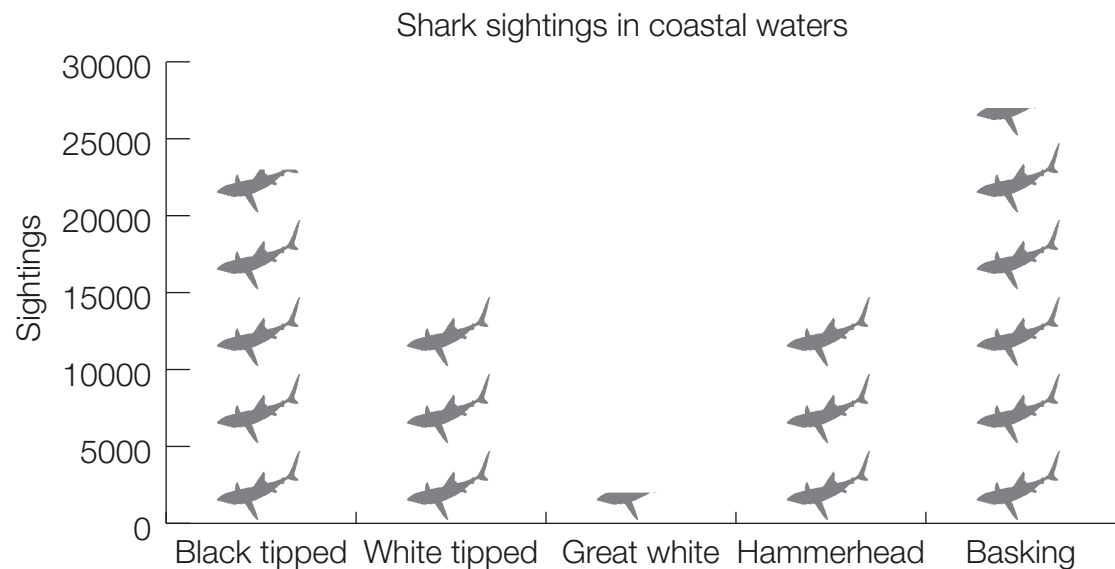 Shark sightings in coastal waters
30000
25000
20000
15000
10000
5000
0
Sightings
Black tipped White tipped Great white Hammerhead Basking